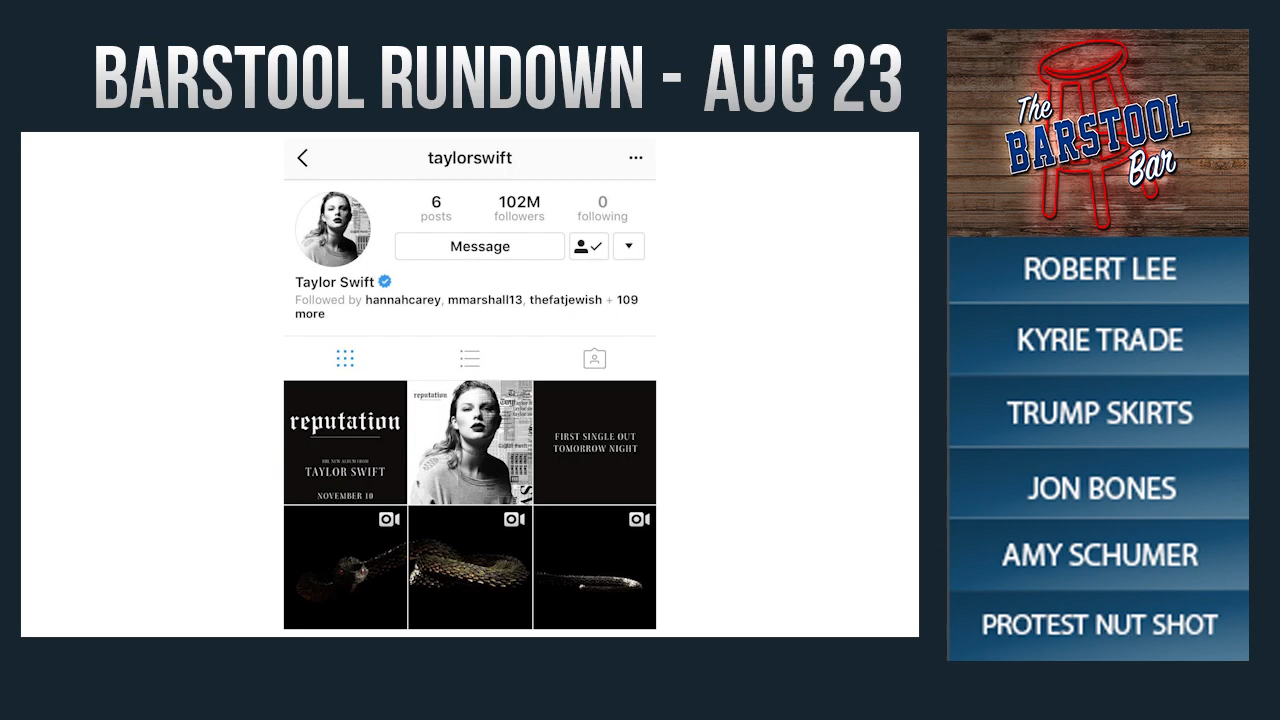 BARSTOOL RUNDOWN - AUG 23
taylorswift
6
posts
102M
followers
0
following
Message
Taylor Swift
Followed by hannahcarey, mmarshall13, thefatjewish + 109
more
reputation
THE NEW ALBUM FROM
TAYLOR SWIFT
NOVEMBER 10
reputation
FIRST SINGLE OUT
TOMORROW NIGHT
The
BARSTOOL
Bar
ROBERT LEE
KYRIE TRADE
TRUMP SKIRTS
JON BONES
AMY SCHUMER
PROTEST NUT SHOT